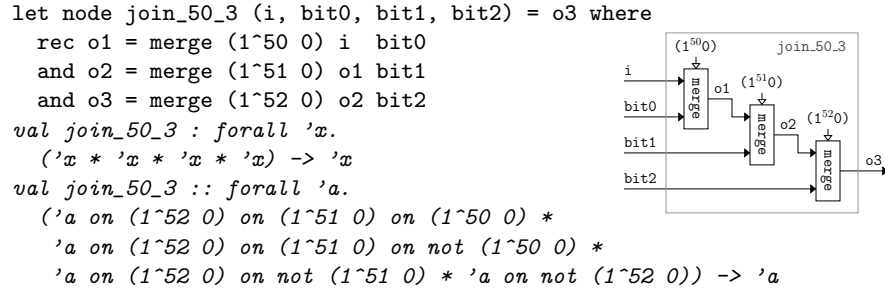 let node join_50_3 (i, bit0, bit1, bit2) = o3 where
rec o1 = merge (1^50 0) i bit0
and o2 = merge (1^51 0) o1 bit1
and o3 = merge (1^52 0) o2 bit2
val join_50_3 : forall 'x.
('x * 'x * 'x * 'x) -> 'x
val join_50_3 :: forall 'a.
('a on (1^52 0) on (1^51 0) on (1^50 0) *
'a on (1^52 0) on (1^51 0) on not (1^50 0) *
'a on (1^52 0) on not (1^51 0) * 'a on not (1^52 0)) -> 'a
(1⁵⁰0)
join_50_3
i
merge
o1
(1⁵¹0)
bit0
merge
o2
(1⁵²0)
bit1
merge
o3
bit2